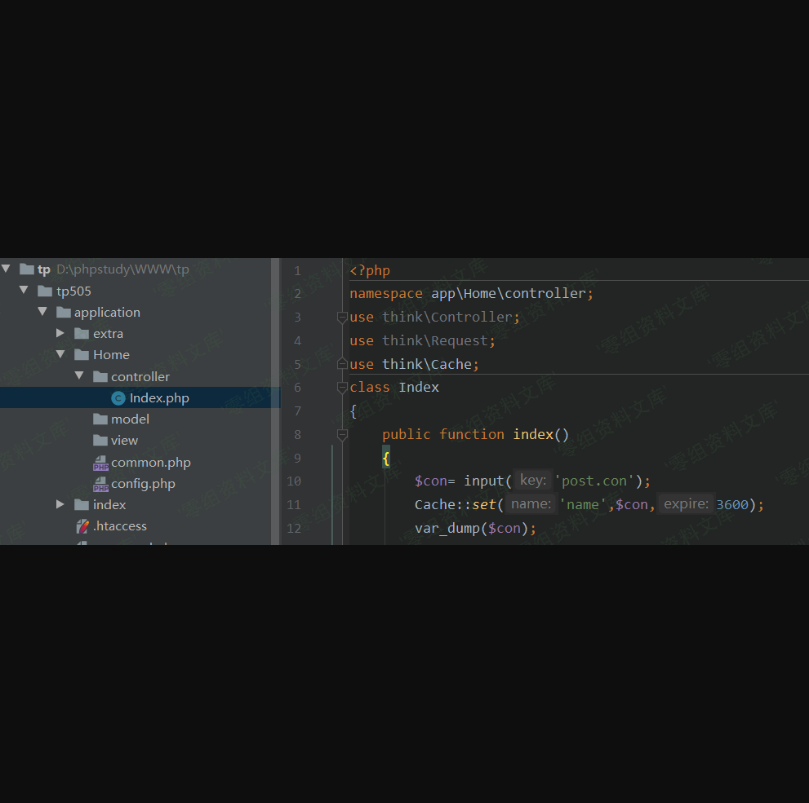 tp D:\phpstudy\WWW\tp
tp505
application
extra
Home
controller
Index.php
model
view
common.php
config.php
index
.htaccess
1 <?php
2 namespace app\Home\controller;
3 use think\Controller;
4 use think\Request;
5 use think\Cache;
6 class Index
7 {
8 public function index()
9 {
10 $con= input( key: 'post.con');
11 Cache::set( name: 'name',$con, expire: 3600);
12 var_dump($con);
零组资料文库